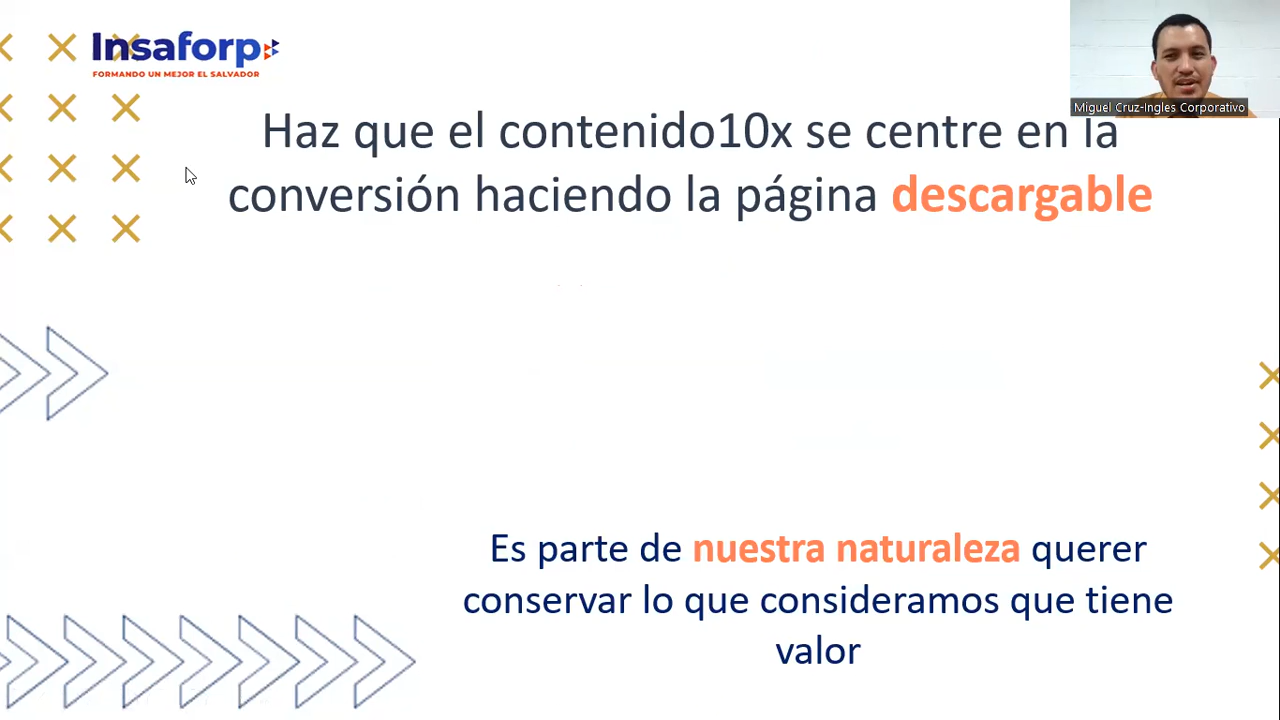 Insaforp
FORMANDO UN MEJOR EL SALVADOR
Miguel Cruz-Ingles Corporativo
Haz que el contenido10x se centre en la
conversión haciendo la página descargable
Es parte de nuestra naturaleza querer
conservar lo que consideramos que tiene
valor